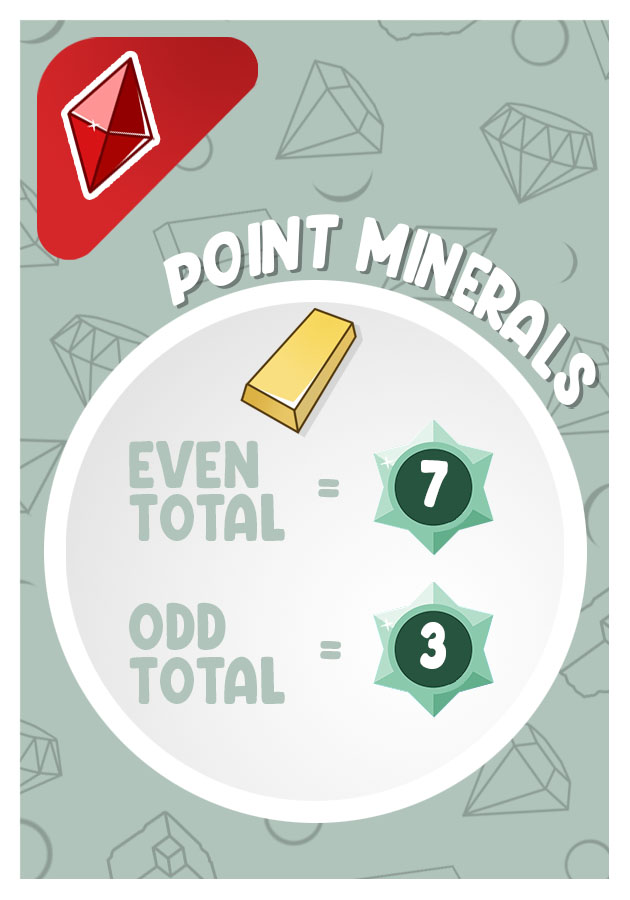 POINT MINERALS
EVEN
TOTAL
=
7
ODD
TOTAL
=
3